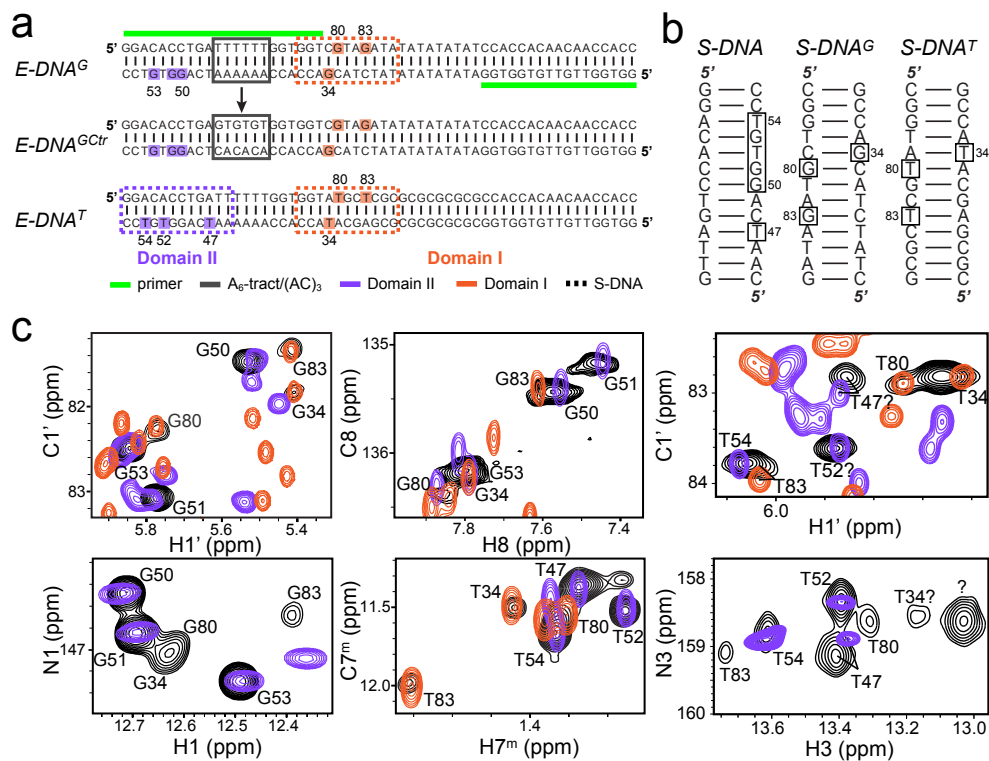 a
80 83
5' GGACACCTGATTTTTTGGTGGTCGTAGATATATATATATCCACCACAACAACCACC
E-DNA^G
CCTGTGGACTAAAAAACCACCAGCATCTATATATATATAGGTGGTGTTGTTGGTGG 5'
53 50 34
5' GGACACCTGAGTGTGTGGTGGTCGTAGATATATATATATCCACCACAACAACCACC
E-DNA^GCtr
CCTGTGGACTCACACACCACCAGCATCTATATATATATAGGTGGTGTTGTTGGTGG 5'
80 83
5' GGACACCTGATTTTTTGGTGGTATGCTCGCGCGCGCGCGCCACCACAACAACCACC
E-DNA^T
CCTGTGGACTAAAAAACCACCATACGAGCGCGCGCGCGCGGTGGTGTTGTTGGTGG 5'
54 52 47 34
Domain II Domain I
primer A6-tract/(AC)3 Domain II Domain I S-DNA
b
S-DNA S-DNA^G S-DNA^T
5' 5' 5'
G C C G C G
G C G C G C
A T 54 G C G C
C G T A T A
A T C G 34 A T 34
C G 80 G C 80 T A
C G 50 T A G C
T A A T C G
G C 83 G C 83 T A
A T 47 A T C G
T A T A G C
T A A T C G
G C G C G C
5' 5' 5'
c
G50
G83
G34
G80
G53
G51
82
83
C1' (ppm)
5.8 5.6 5.4
H1' (ppm)
135
136
C8 (ppm)
G83
G51
G50
G53
G80
G34
7.8 7.6 7.4
H8 (ppm)
83
84
C1' (ppm)
T80
T47?
T34
T54
T52?
T83
6.0
H1' (ppm)
147
N1 (ppm)
G50
G83
G80
G51
G34
G53
12.7 12.6 12.5 12.4
H1 (ppm)
11.5
12.0
C7^m (ppm)
T47
T34
T80
T52
T54
T83
1.4
H7^m (ppm)
158
159
160
N3 (ppm)
T52
T34?
?
T54
T80
T83
T47
13.6 13.4 13.2 13.0
H3 (ppm)